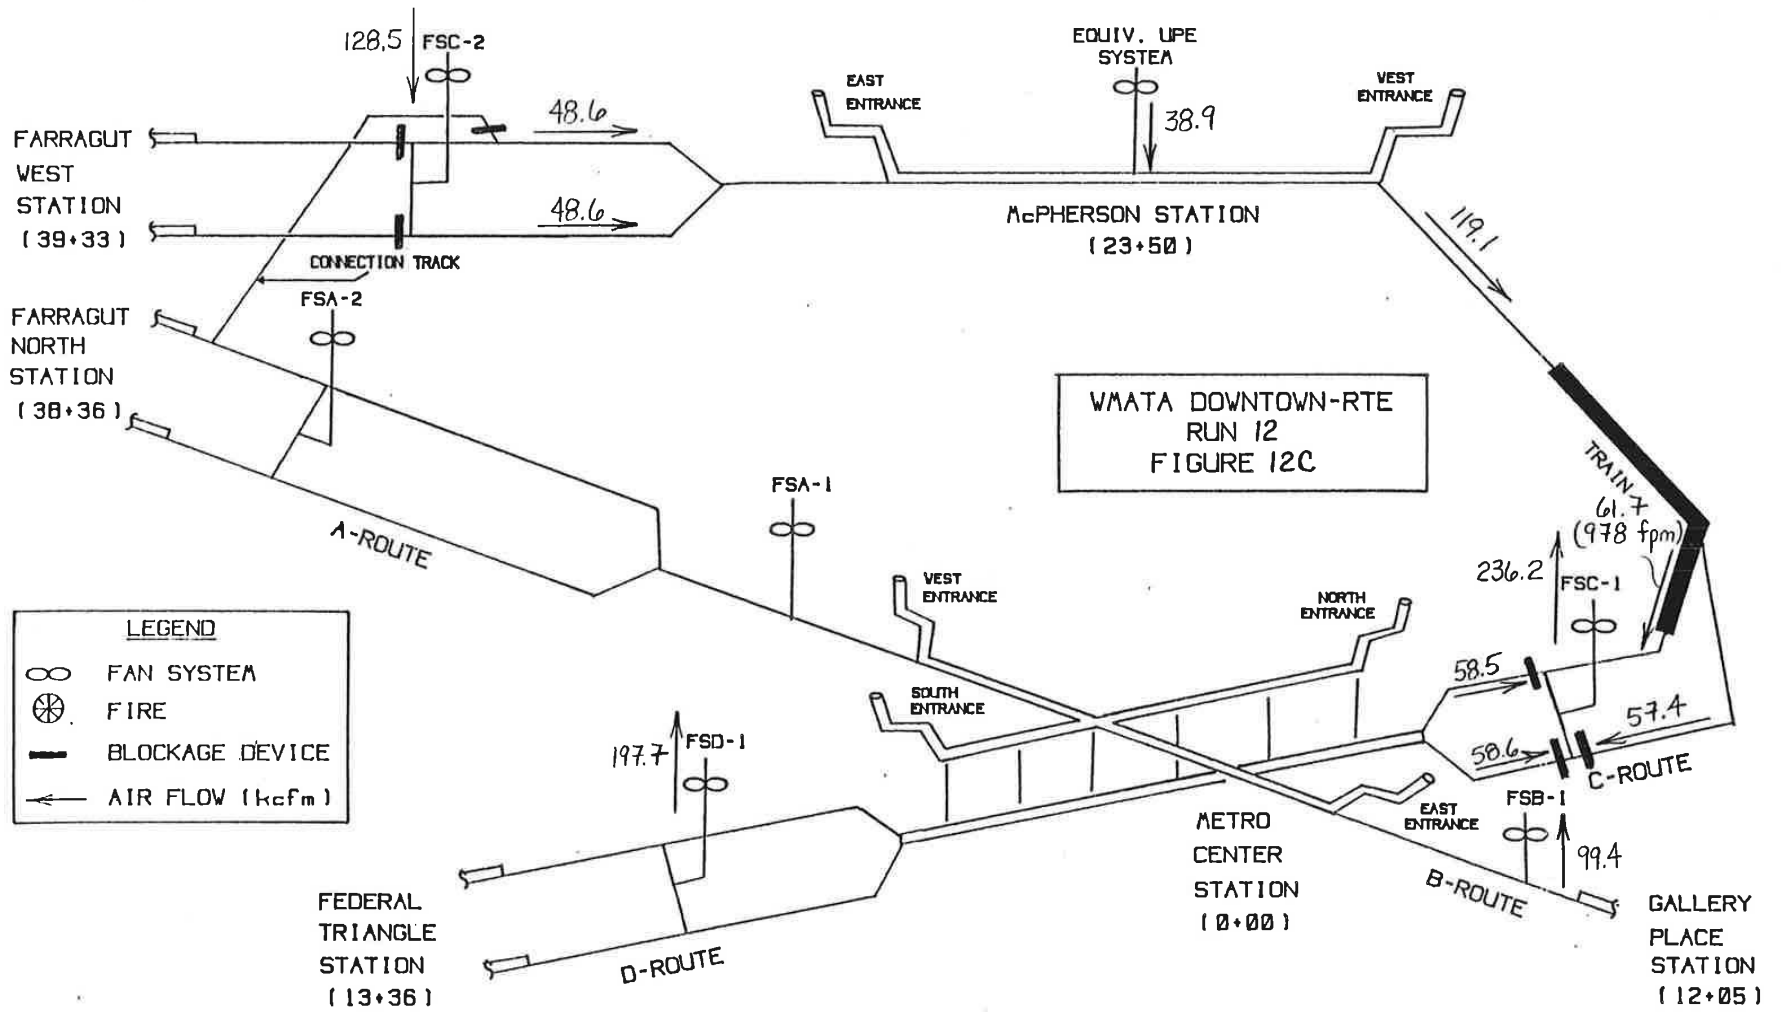 128.5
FSC-2
48.6
FARRAGUT
WEST
STATION
(39+33)
48.6
CONNECTION TRACK
EAST
ENTRANCE
EQUIV. UPE
SYSTEM
38.9
WEST
ENTRANCE
McPHERSON STATION
(23+50)
119.1
FARRAGUT
NORTH
STATION
(38+36)
FSA-2
A-ROUTE
FSA-1
WMATA DOWNTOWN-RTE
RUN 12
FIGURE 12C
TRAIN 7
61.7
(978 fpm)
236.2
FSC-1
WEST
ENTRANCE
NORTH
ENTRANCE
SOUTH
ENTRANCE
58.5
57.4
58.6
C-ROUTE
LEGEND
FAN SYSTEM
FIRE
BLOCKAGE DEVICE
AIR FLOW (kcfm)
197.7
FSD-1
FEDERAL
TRIANGLE
STATION
(13+36)
D-ROUTE
METRO
CENTER
STATION
(0+00)
EAST
ENTRANCE
FSB-1
99.4
B-ROUTE
GALLERY
PLACE
STATION
(12+05)